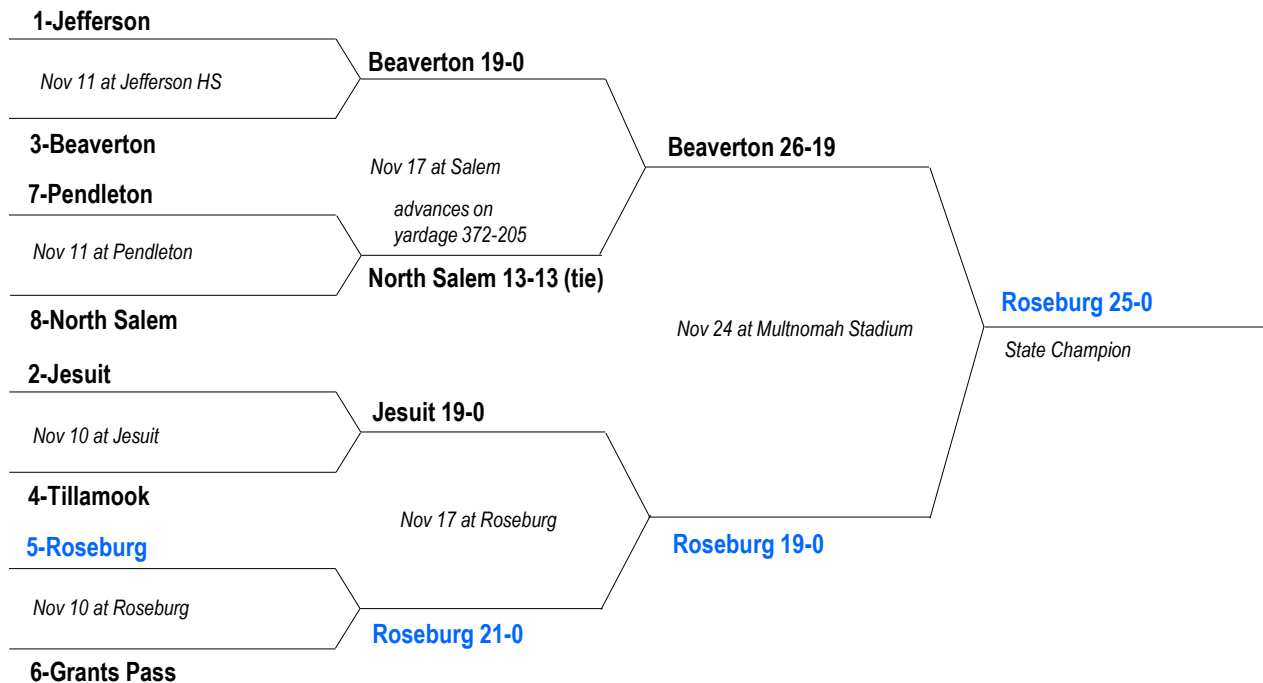 1-Jefferson
Nov 11 at Jefferson HS
3-Beaverton
7-Pendleton
Nov 11 at Pendleton
8-North Salem
2-Jesuit
Nov 10 at Jesuit
4-Tillamook
5-Roseburg
Nov 10 at Roseburg
6-Grants Pass
Beaverton 19-0
Nov 17 at Salem
advances on
yardage 372-205
North Salem 13-13 (tie)
Jesuit 19-0
Nov 17 at Roseburg
Roseburg 21-0
Beaverton 26-19
Nov 24 at Multnomah Stadium
Roseburg 19-0
Roseburg 25-0
State Champion